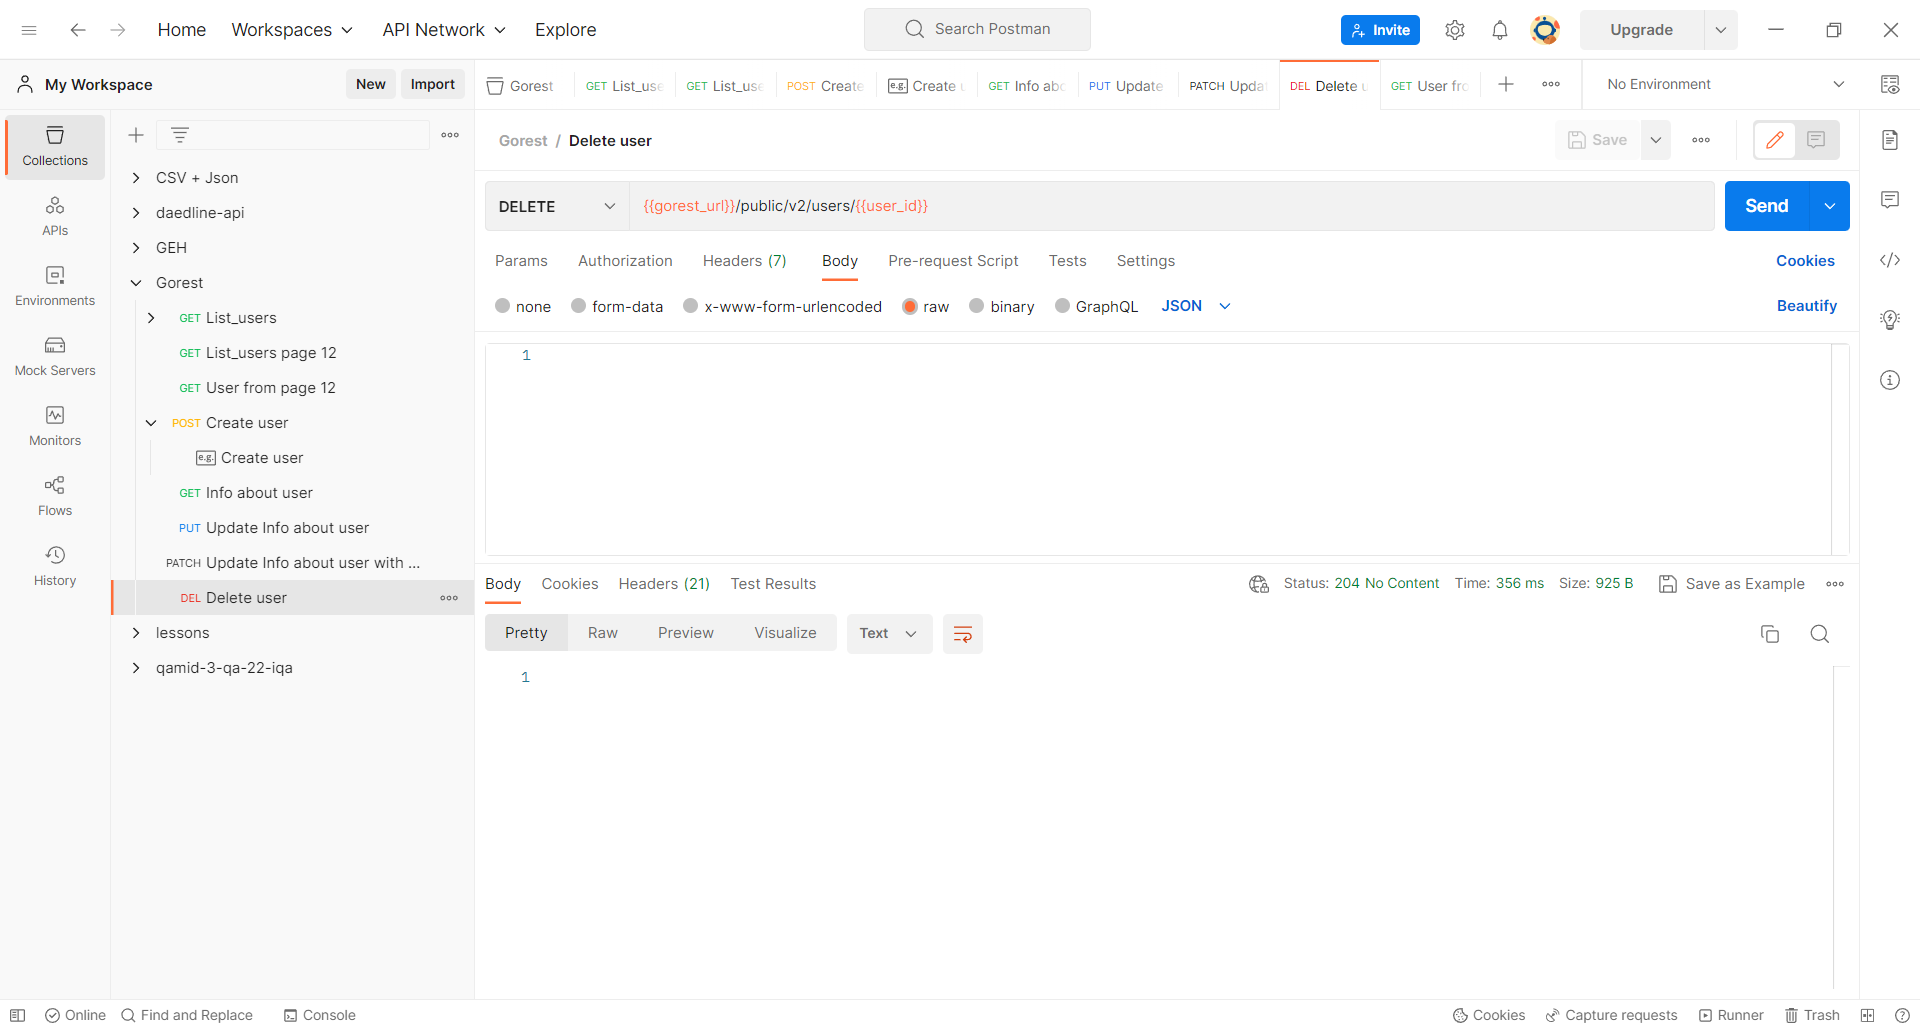 Home Workspaces API Network Explore Search Postman Invite Upgrade
My Workspace New Import
Gorest GET List_use GET List_use POST Create e.g. Create u GET Info abo PUT Update PATCH Updat DEL Delete u GET User fro No Environment
Gorest / Delete user Save
DELETE {{gorest_url}}/public/v2/users/{{user_id}} Send
Params Authorization Headers (7) Body Pre-request Script Tests Settings Cookies
none form-data x-www-form-urlencoded raw binary GraphQL JSON Beautify
1
Collections
APIs
Environments
Mock Servers
Monitors
Flows
History
CSV + Json
daedline-api
GEH
Gorest
GET List_users
GET List_users page 12
GET User from page 12
POST Create user
e.g. Create user
GET Info about user
PUT Update Info about user
PATCH Update Info about user with ...
DEL Delete user
lessons
qamid-3-qa-22-iqa
Body Cookies Headers (21) Test Results Status: 204 No Content Time: 356 ms Size: 925 B Save as Example
Pretty Raw Preview Visualize Text
1
Online Find and Replace Console Cookies Capture requests Runner Trash